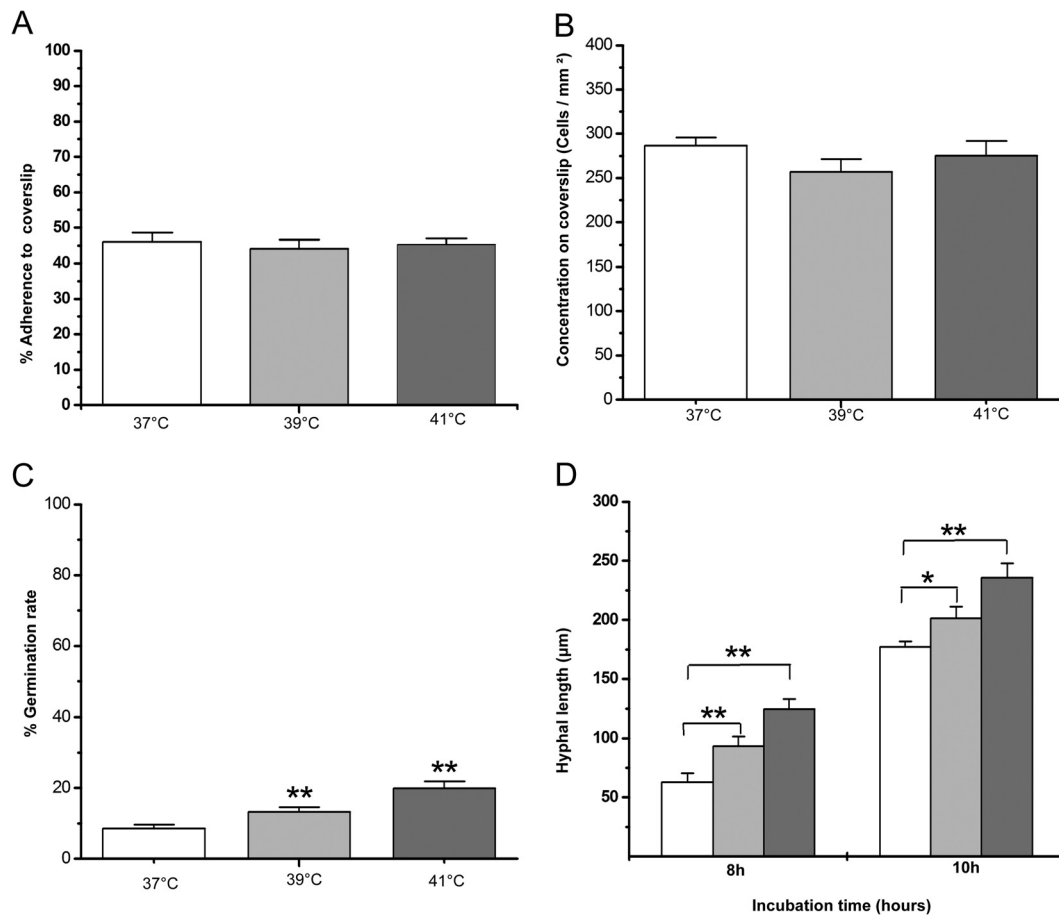 A
% Adherence to coverslip
100
90
80
70
60
50
40
30
20
10
0
37°C
39°C
41°C
B
Concentration on coverslip (Cells / mm ²)
400
350
300
250
200
150
100
50
0
37°C
39°C
41°C
C
% Germination rate
100
80
60
40
20
0
**
**
37°C
39°C
41°C
D
Hyphal length (µm)
300
250
200
150
100
50
**
**
*
**
8h
10h
Incubation time (hours)